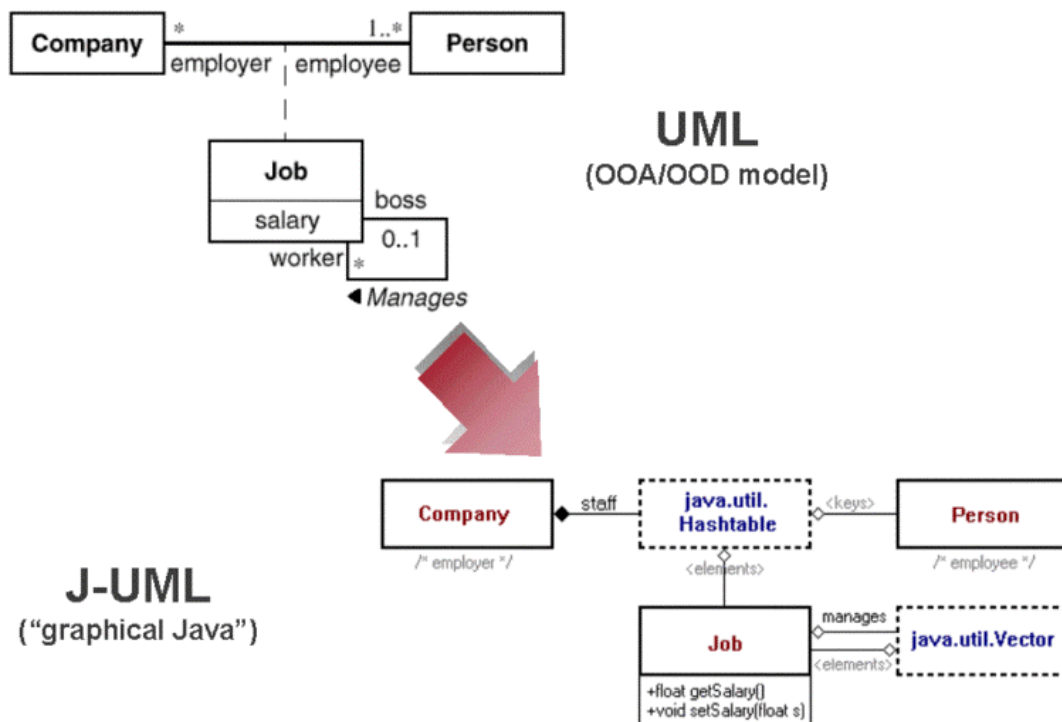 Company
*
1..*
Person
employer
employee
UML
(OOA/OOD model)
Job
boss
salary
0..1
worker
*
◀ Manages
Company
staff
java.util.
Hashtable
<keys>
Person
/* employer */
<elements>
/* employee */
J-UML
(“graphical Java”)
Job
manages
java.util.Vector
<elements>
+float getSalary()
+void setSalary(float s)